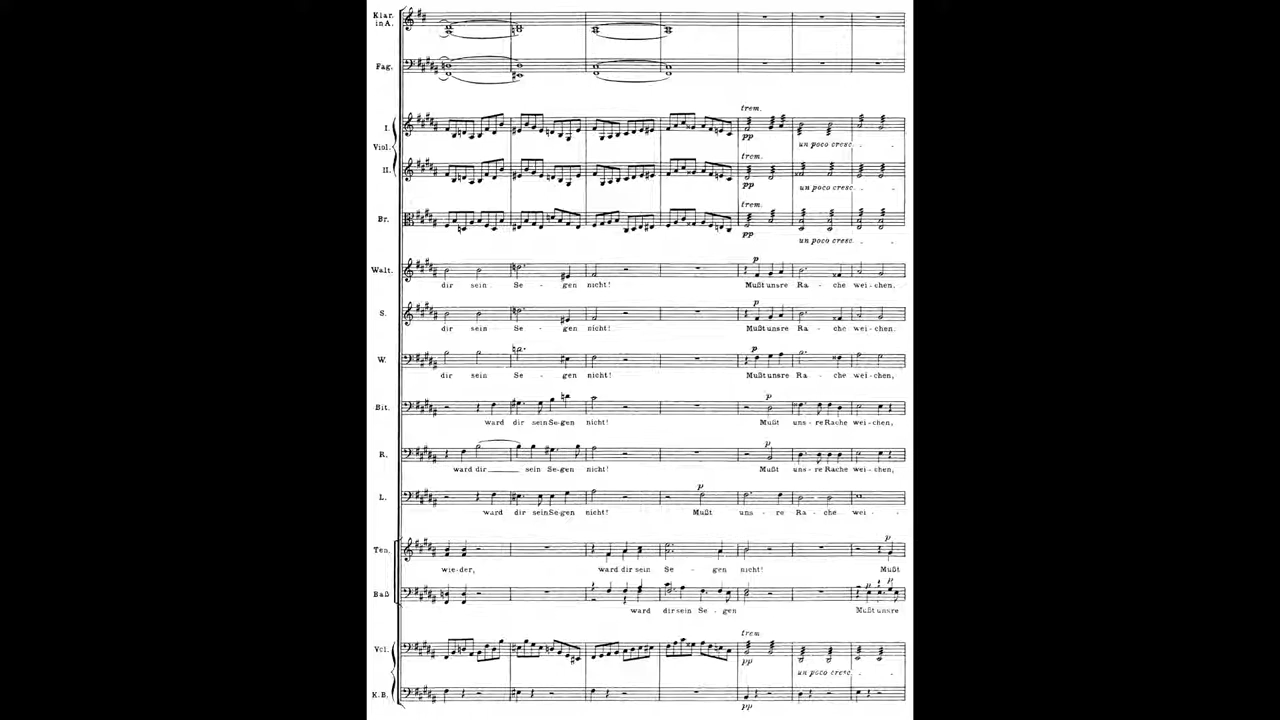 Klar.
in A.
Fag.
trem.
I.
pp
un poco cresc.
Viol.
trem.
II.
pp
un poco cresc.
trem.
Br.
pp
un poco cresc.
p
Walt.
dir sein Se - gen nicht! Mußt unsre Ra - che wei - chen,
p
S.
dir sein Se - gen nicht! Mußt unsre Ra - che wei - chen.
p
W.
dir sein Se - gen nicht! Mußt unsre Ra - che wei - chen,
p
Bit.
ward dir sein Se - gen nicht! Mußt uns - re Rache weichen,
p
R.
ward dir sein Se - gen nicht! Mußt uns - re Rache weichen,
p
L.
ward dir sein Se - gen nicht! Mußt uns - re Ra - che wei -
p
Ten.
wie - der, ward dir sein Se - gen nicht! Mußt
p p
Baß
ward dir sein Se - gen Mußt unsre
trem
Vcl.
pp
un poco cresc.
K.B.
pp